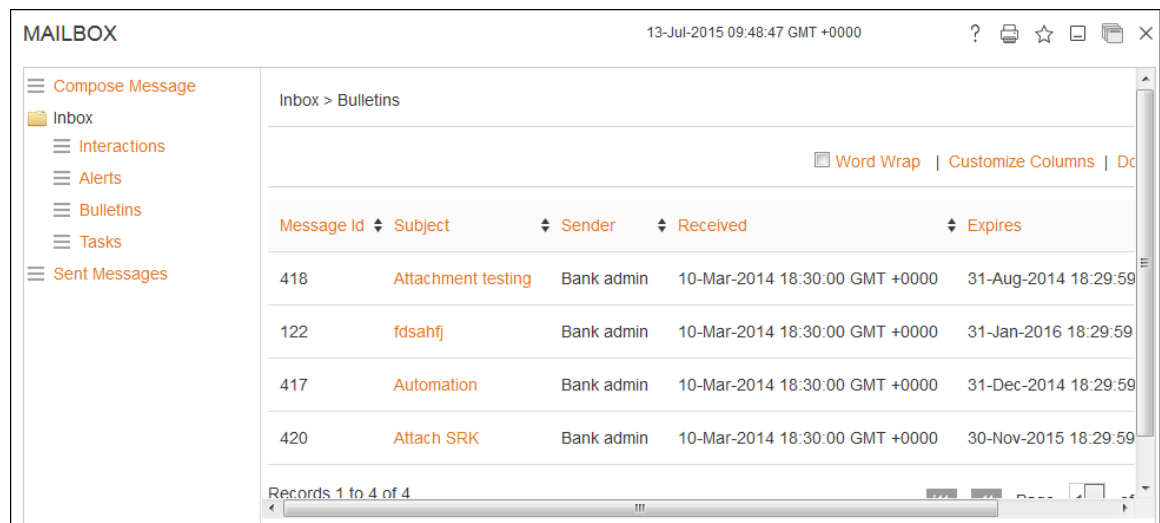 MAILBOX 13-Jul-2015 09:48:47 GMT +0000 ?
Compose Message
Inbox
Interactions
Alerts
Bulletins
Tasks
Sent Messages
Inbox > Bulletins
Word Wrap | Customize Columns | Do
Message Id Subject Sender Received Expires
418 Attachment testing Bank admin 10-Mar-2014 18:30:00 GMT +0000 31-Aug-2014 18:29:59
122 fdsahfj Bank admin 10-Mar-2014 18:30:00 GMT +0000 31-Jan-2016 18:29:59
417 Automation Bank admin 10-Mar-2014 18:30:00 GMT +0000 31-Dec-2014 18:29:59
420 Attach SRK Bank admin 10-Mar-2014 18:30:00 GMT +0000 30-Nov-2015 18:29:59
Records 1 to 4 of 4 Page of